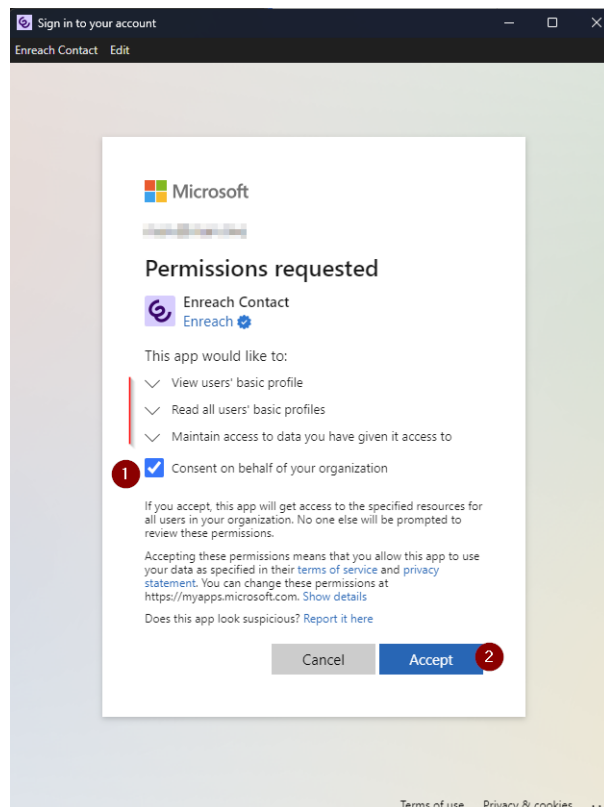 Sign in to your account
Enreach Contact Edit
Microsoft
Permissions requested
Enreach Contact
Enreach
This app would like to:
View users' basic profile
Read all users' basic profiles
Maintain access to data you have given it access to
1
Consent on behalf of your organization
If you accept, this app will get access to the specified resources for
all users in your organization. No one else will be prompted to
review these permissions.
Accepting these permissions means that you allow this app to use
your data as specified in their terms of service and privacy
statement. You can change these permissions at
https://myapps.microsoft.com. Show details
Does this app look suspicious? Report it here
Cancel Accept 2
Terms of use Privacy & cookies